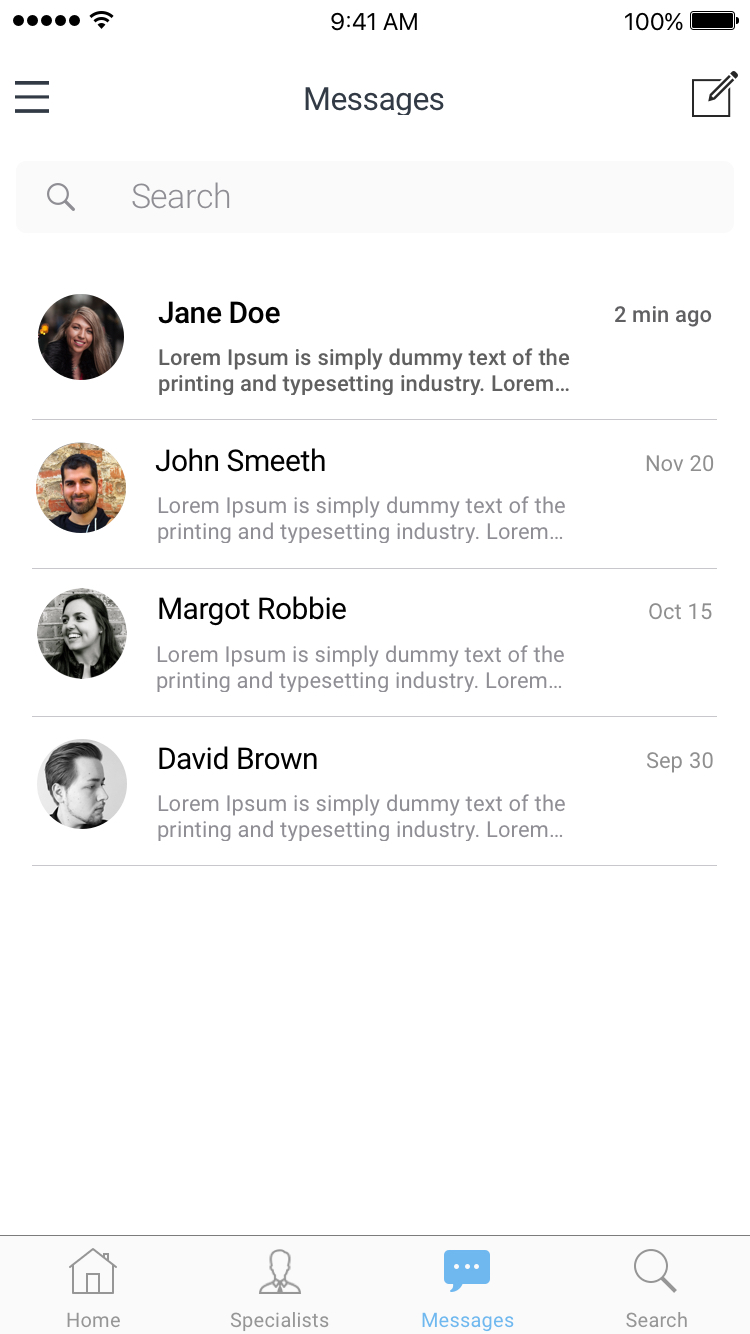 9:41 AM 100%
Messages
Search
Jane Doe 2 min ago
Lorem Ipsum is simply dummy text of the
printing and typesetting industry. Lorem...
John Smeeth Nov 20
Lorem Ipsum is simply dummy text of the
printing and typesetting industry. Lorem...
Margot Robbie Oct 15
Lorem Ipsum is simply dummy text of the
printing and typesetting industry. Lorem...
David Brown Sep 30
Lorem Ipsum is simply dummy text of the
printing and typesetting industry. Lorem...
Home Specialists Messages Search